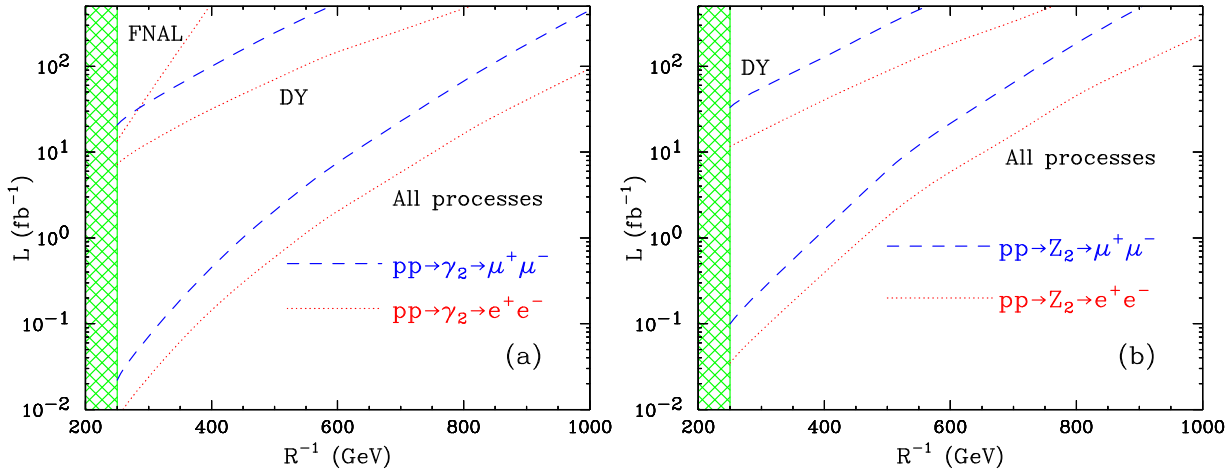 FNAL
DY
All processes
pp→γ₂→μ⁺μ⁻
pp→γ₂→e⁺e⁻
(a)
L (fb⁻¹)
10²
10¹
10⁰
10⁻¹
10⁻²
200 400 600 800 1000
R⁻¹ (GeV)
DY
All processes
pp→Z₂→μ⁺μ⁻
pp→Z₂→e⁺e⁻
(b)
L (fb⁻¹)
10²
10¹
10⁰
10⁻¹
10⁻²
200 400 600 800 1000
R⁻¹ (GeV)